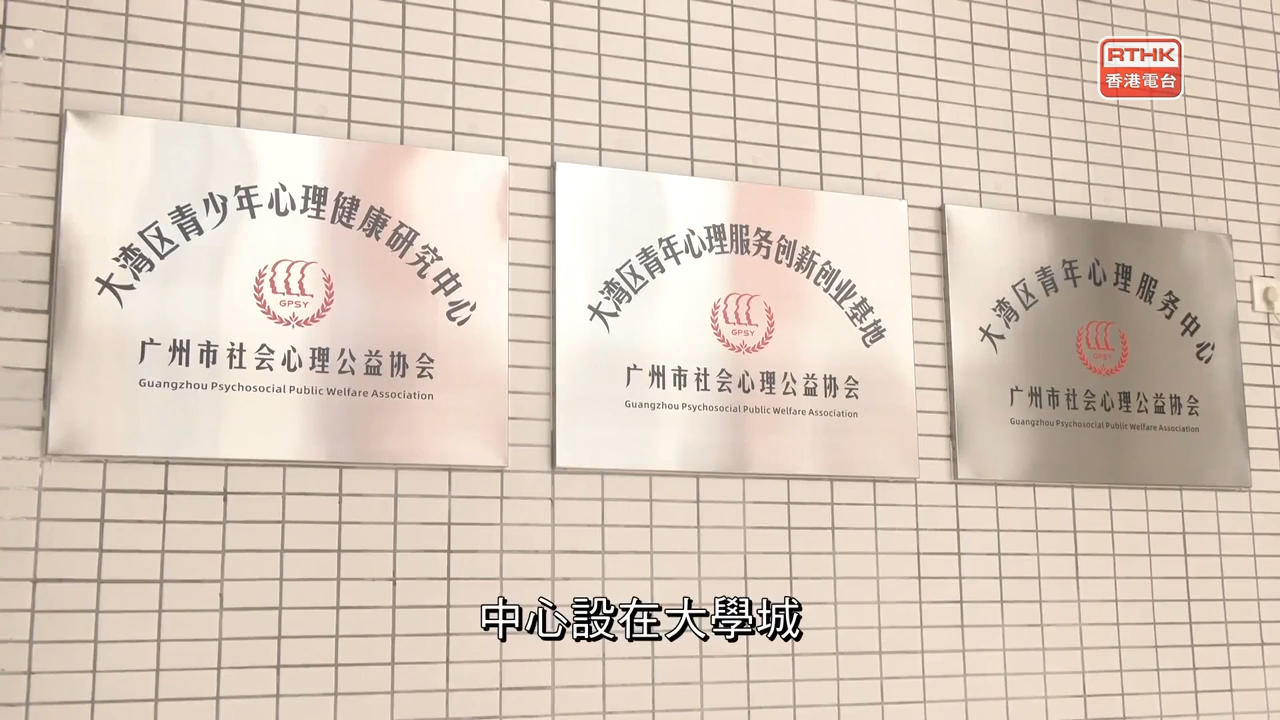 RTHK
香港電台
大湾区青少年心理健康研究中心
GPSY
广州市社会心理公益协会
Guangzhou Psychosocial Public Welfare Association
大湾区青年心理服务创新创业基地
GPSY
广州市社会心理公益协会
Guangzhou Psychosocial Public Welfare Association
大湾区青年心理服务中心
GPSY
广州市社会心理公益协会
Guangzhou Psychosocial Public Welfare Association
中心設在大學城